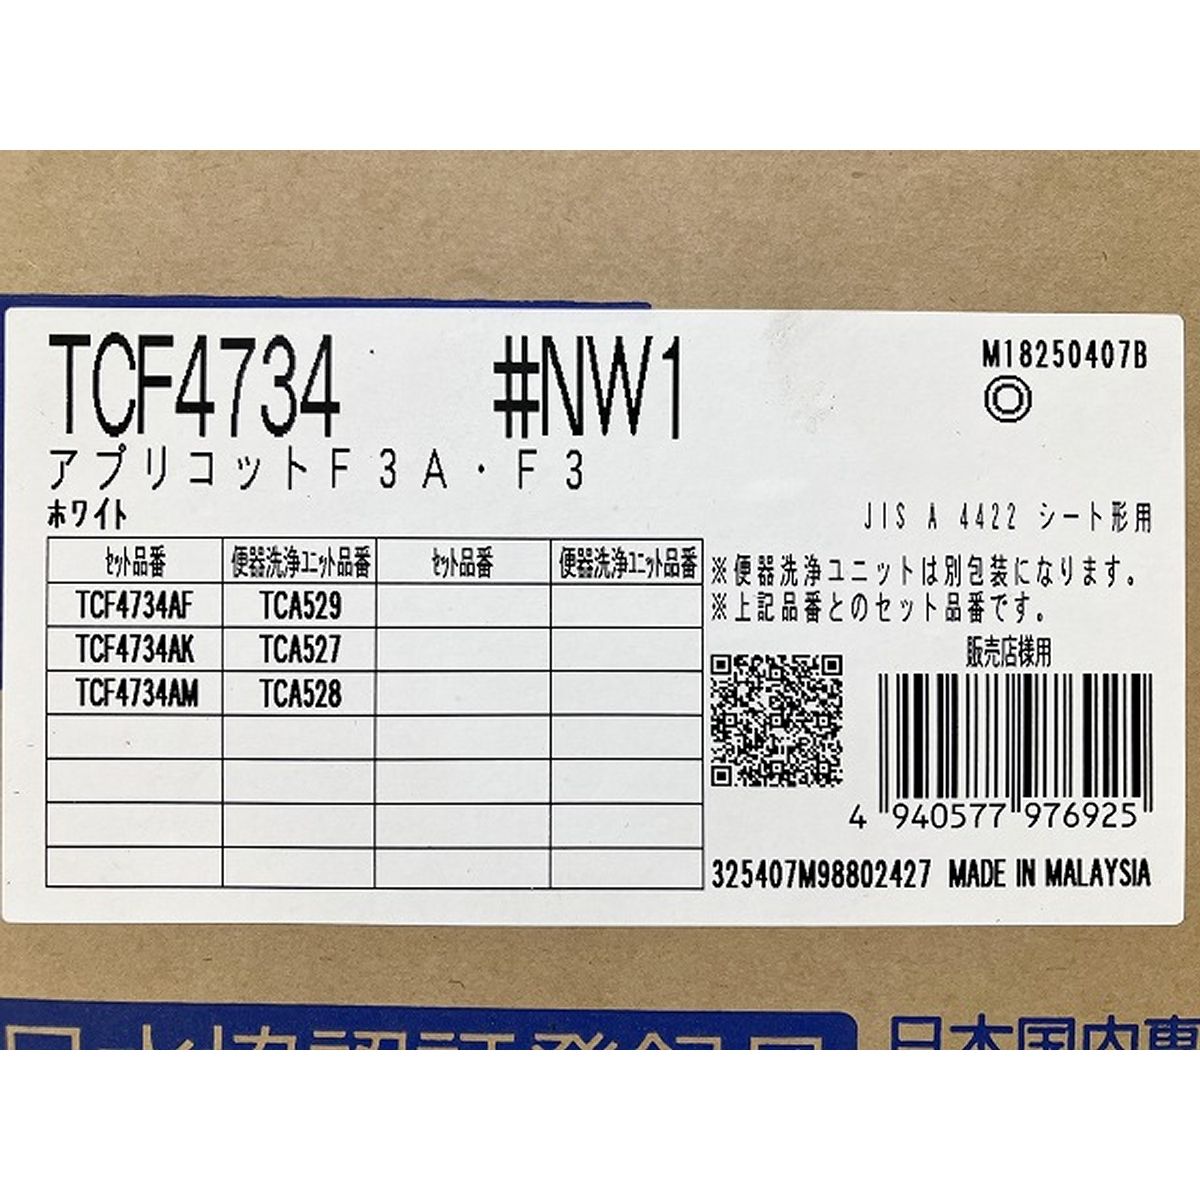 TCF4734 #NW1
M18250407B
アプリコットF3A・F3
ホワイト
JIS A 4422 シート形用
セット品番 便器洗浄ユニット品番 セット品番 便器洗浄ユニット品番
TCF4734AF TCA529
TCF4734AK TCA527
TCF4734AM TCA528
※便器洗浄ユニットは別包装になります。
※上記品番とのセット品番です。
販売店様用
4 940577 976925
325407M98802427 MADE IN MALAYSIA
日本国内専